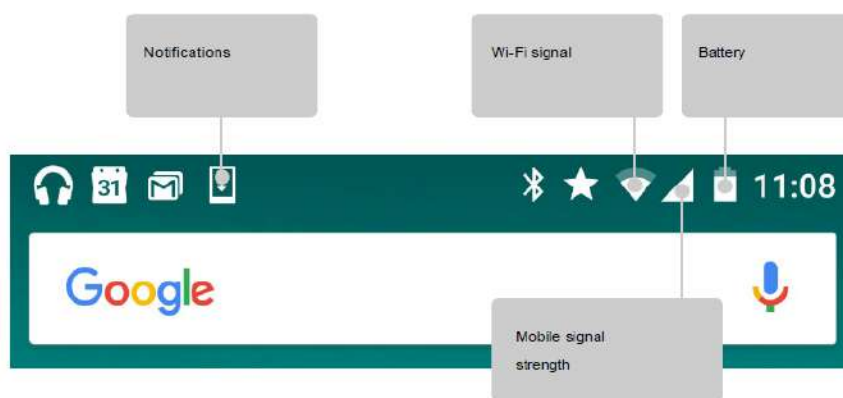 Notifications
Wi-Fi signal
Battery
31
M
11:08
Google
Mobile signal
strength